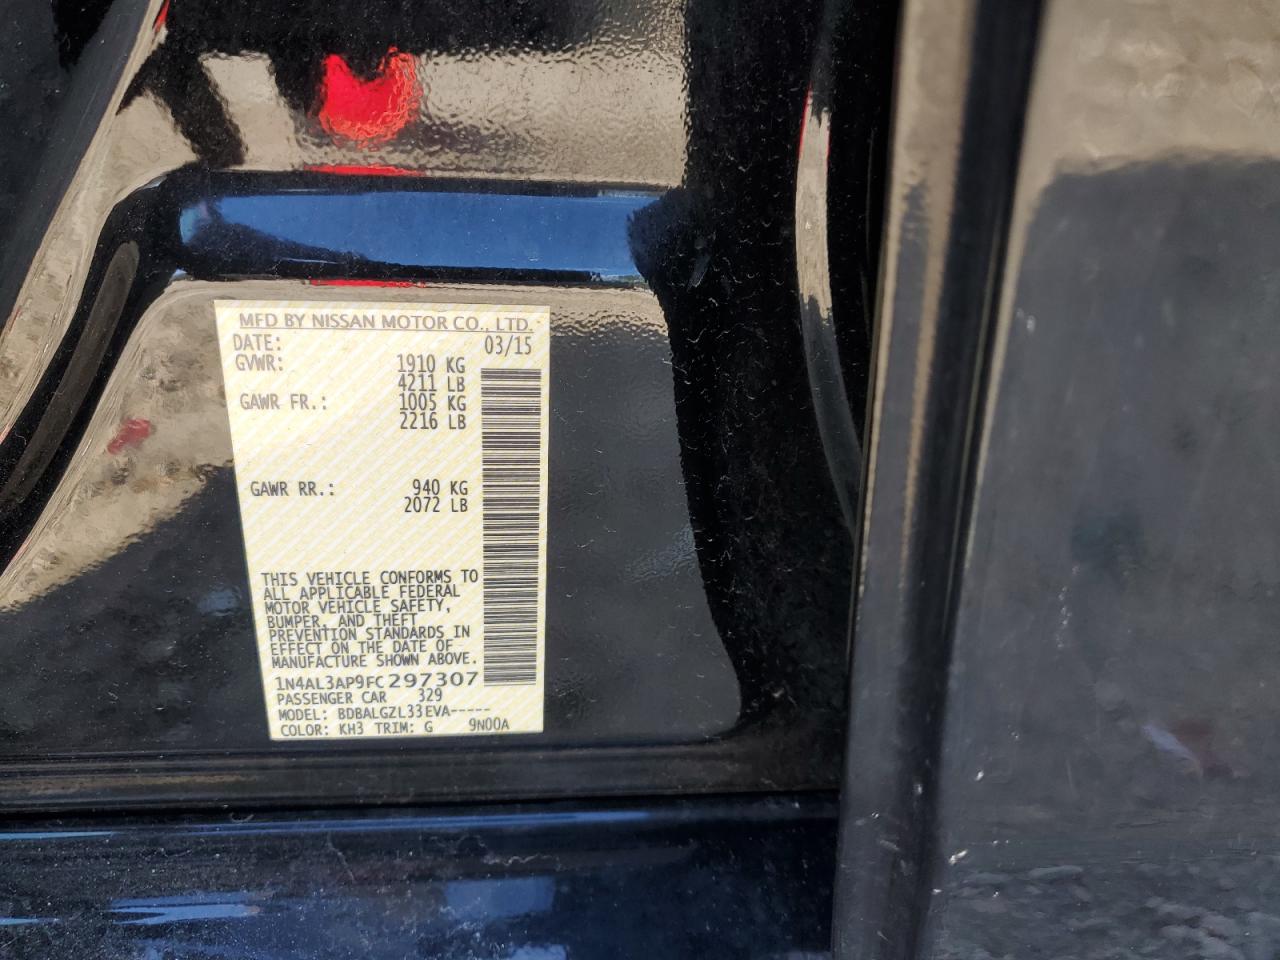 MFD BY NISSAN MOTOR CO., LTD.
DATE: 03/15
GVWR: 1910 KG
4211 LB
GAWR FR.: 1005 KG
2216 LB
GAWR RR.: 940 KG
2072 LB
THIS VEHICLE CONFORMS TO
ALL APPLICABLE FEDERAL
MOTOR VEHICLE SAFETY,
BUMPER, AND THEFT
PREVENTION STANDARDS IN
EFFECT ON THE DATE OF
MANUFACTURE SHOWN ABOVE.
1N4AL3AP9FC297307
PASSENGER CAR 329
MODEL: BDBALGZL33EVA-----
COLOR: KH3 TRIM: G 9N00A